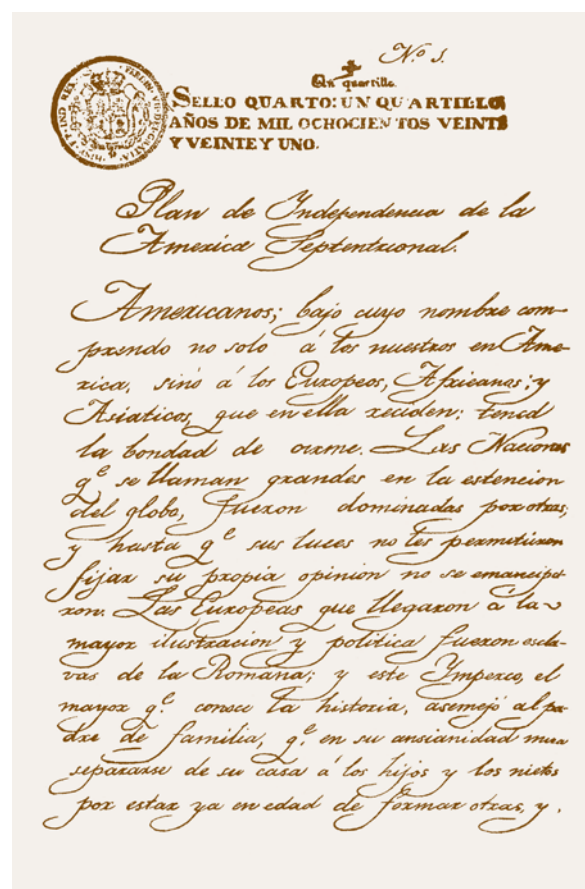 Nº 1.
Un quartillo.
SELLO QUARTO: UN QUARTILLO
AÑOS DE MIL OCHOCIENTOS VEINTE
Y VEINTE Y UNO.
Plan de Independencia de la
America Septentrional.
Americanos; bajo cuyo nombre com-
prendo no solo á los nuestros en Ame-
rica, sinó á los Europeos, Africanos; y
Asiaticos, que en ella reciden: tened
la bondad de oirme. Las Naciones
q.e se llaman grandes en la estencion
del globo, fueron dominadas por otras;
y hasta q.e sus luces no les permitieron
fijar su propia opinion no se emancipa-
ron. Las Europeas que llegaron á la
mayor ilustracion y politica fueron escla-
vas de la Romana; y este Imperio, el
mayor q.e conoce la historia, asemejó al pa-
dre de familia, q.e en su ansianidad mira
separarse de su casa á los hijos y los nietos
por estar ya en edad de formar otras, y.